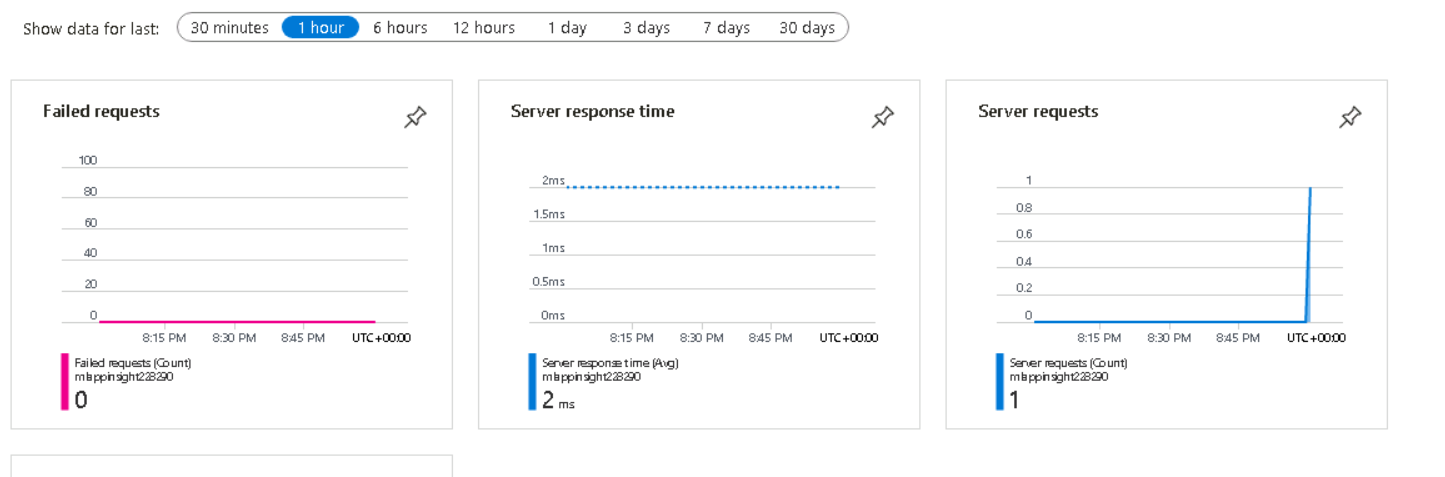 Show data for last: 30 minutes 1 hour 6 hours 12 hours 1 day 3 days 7 days 30 days
Failed requests
100
80
60
40
20
0
8:15 PM 8:30 PM 8:45 PM UTC+00:00
Failed requests (Count)
mlappinsight228290
0
Server response time
2ms
1.5ms
1ms
0.5ms
0ms
8:15 PM 8:30 PM 8:45 PM UTC+00:00
Server response time (Avg)
mlappinsight228290
2 ms
Server requests
1
0.8
0.6
0.4
0.2
0
8:15 PM 8:30 PM 8:45 PM UTC+00:00
Server requests (Count)
mlappinsight228290
1